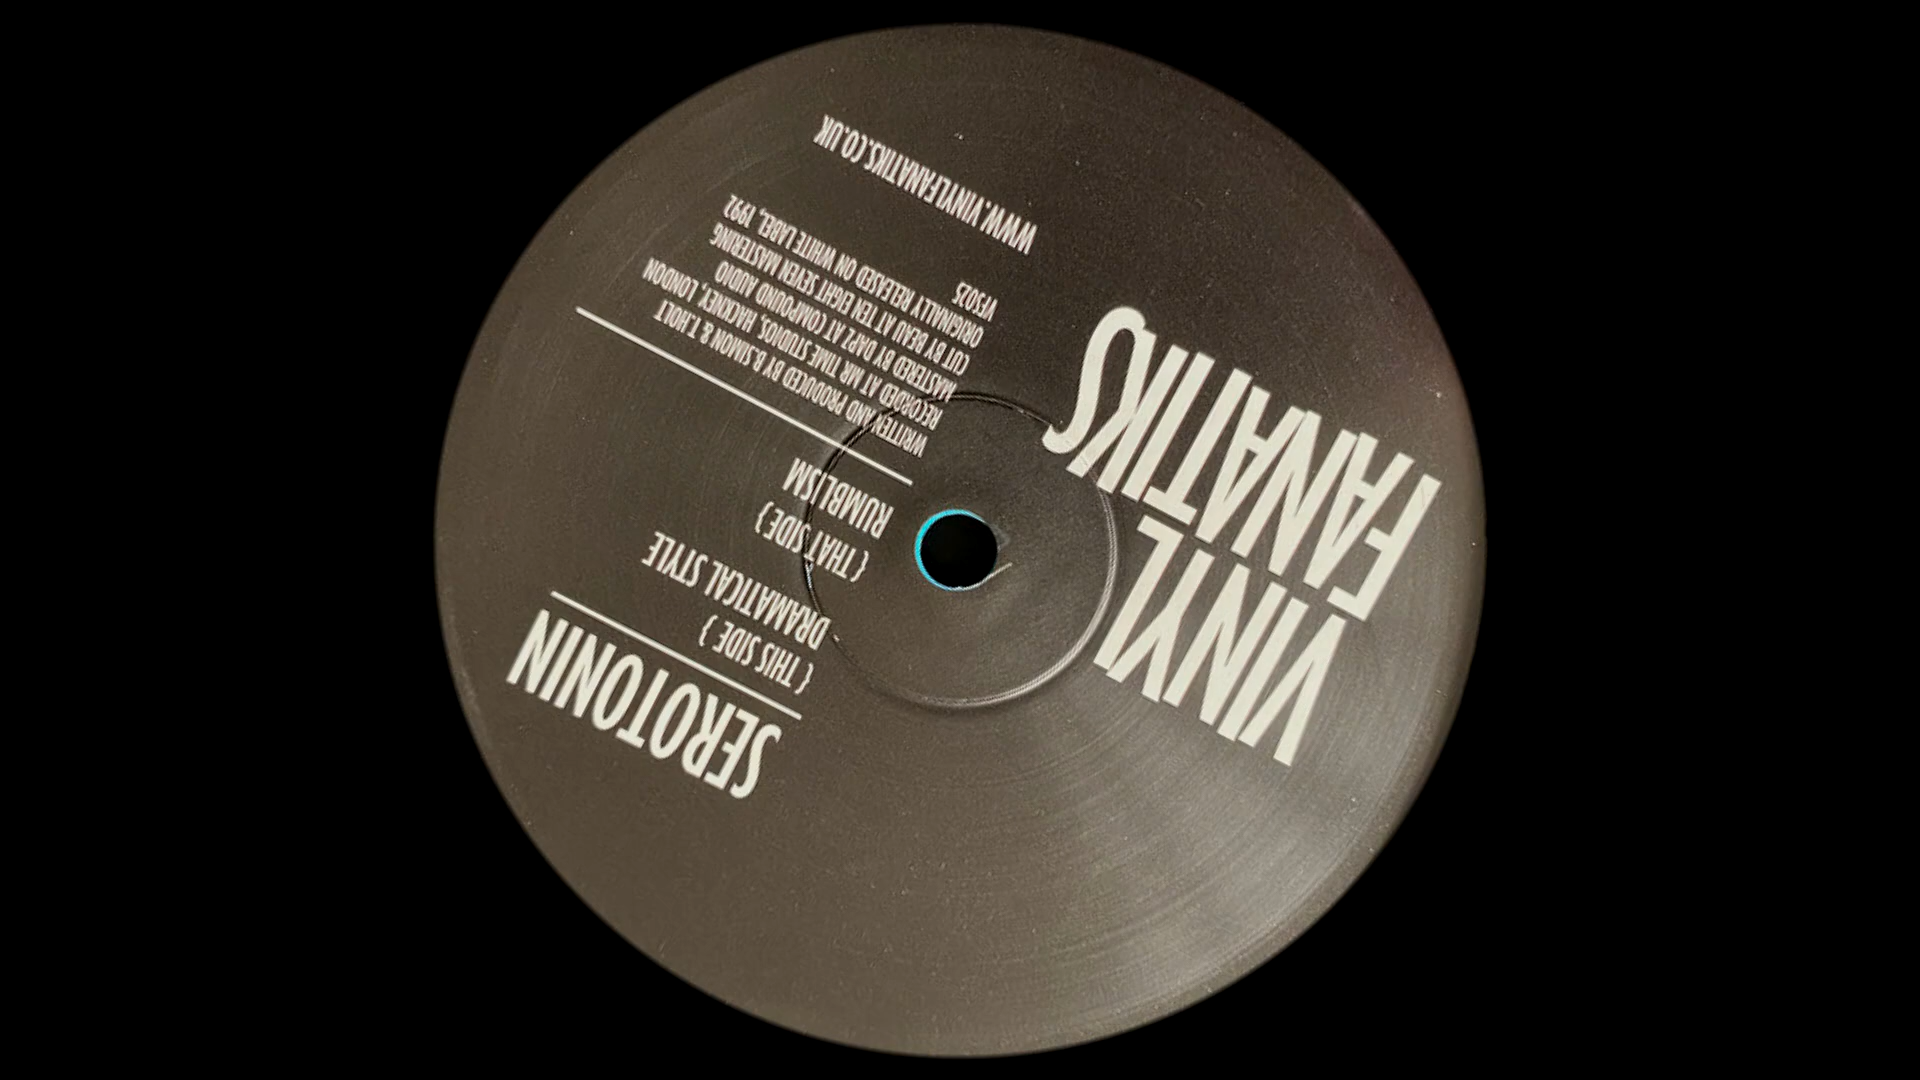 VINYL
FANATIKS
SEROTONIN
{ THIS SIDE }
DRAMATICAL STYLE
{ THAT SIDE }
RUMBLISM
WRITTEN AND PRODUCED BY B.SIMON & T.HOLT
RECORDED AT MR TIME STUDIOS, HACKNEY, LONDON
MASTERED BY DAPZ AT COMPOUND AUDIO
CUT BY BEAU AT TEN EIGHT SEVEN MASTERING
ORIGINALLY RELEASED ON WHITE LABEL, 1992
VFS025
WWW.VINYLFANATIKS.CO.UK